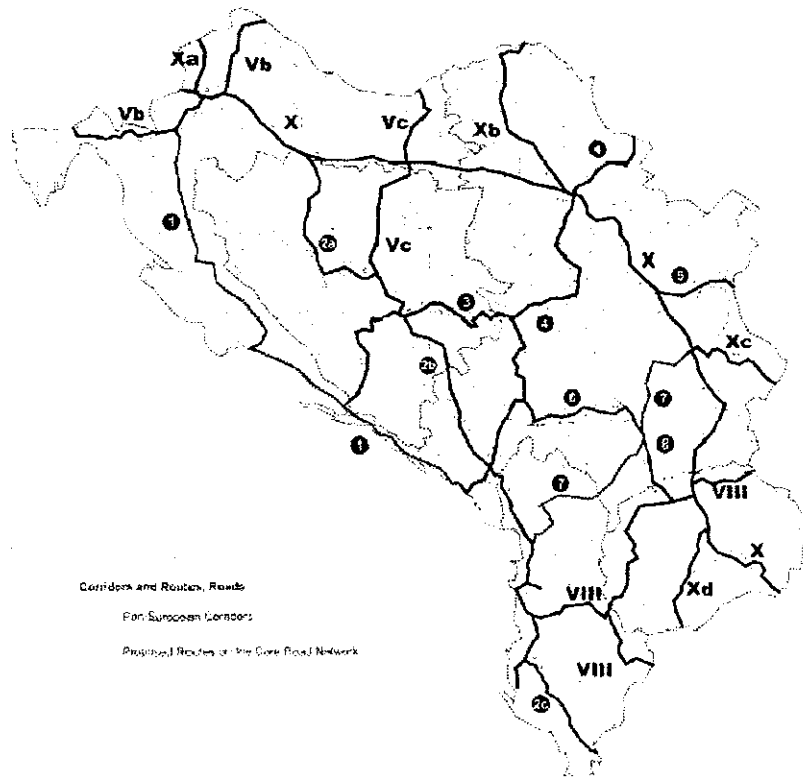 Xa
Vb
Vb
X
Vc
Xb
4
1
2a
Vc
X
5
3
4
Xc
2b
6
7
1
8
7
VIII
X
VIII
Xd
VIII
2c
Corridors and Routes, Roads
Pan-European Corridors
Proposed Routes of the Core Road Network